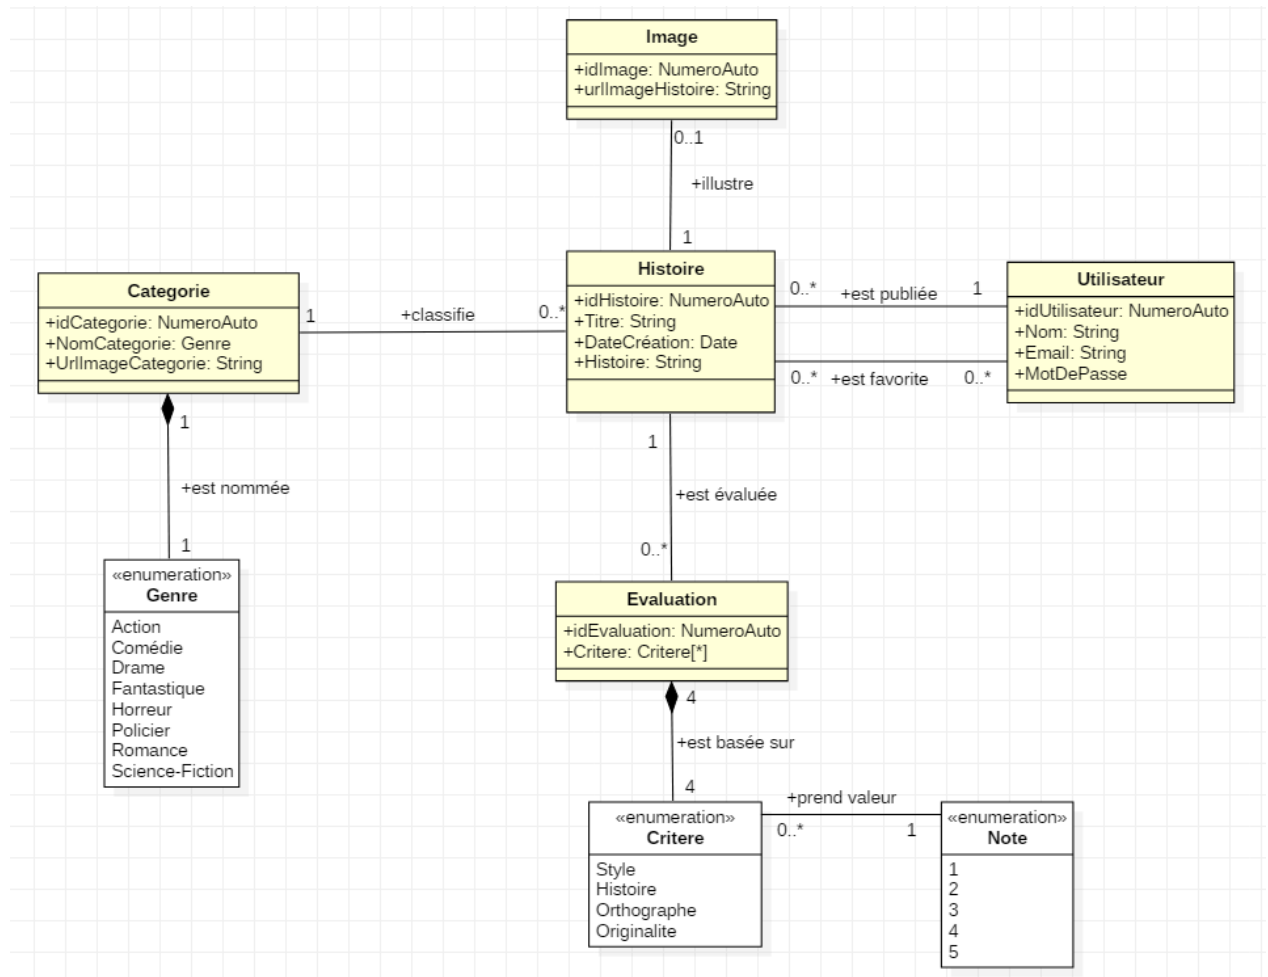 Image
+idImage: NumeroAuto
+urlImageHistoire: String
0..1
+illustre
1
Histoire
+idHistoire: NumeroAuto
+Titre: String
+DateCréation: Date
+Histoire: String
Categorie
+idCategorie: NumeroAuto
+NomCategorie: Genre
+UrlImageCategorie: String
1
+classifie
0..*
0..*
+est publiée
1
0..*
+est favorite
0..*
Utilisateur
+idUtilisateur: NumeroAuto
+Nom: String
+Email: String
+MotDePasse
1
+est nommée
1
«enumeration»
Genre
Action
Comédie
Drame
Fantastique
Horreur
Policier
Romance
Science-Fiction
1
+est évaluée
0..*
Evaluation
+idEvaluation: NumeroAuto
+Critere: Critere[*]
4
+est basée sur
4
«enumeration»
Critere
Style
Histoire
Orthographe
Originalite
+prend valeur
0..*
1
«enumeration»
Note
1
2
3
4
5